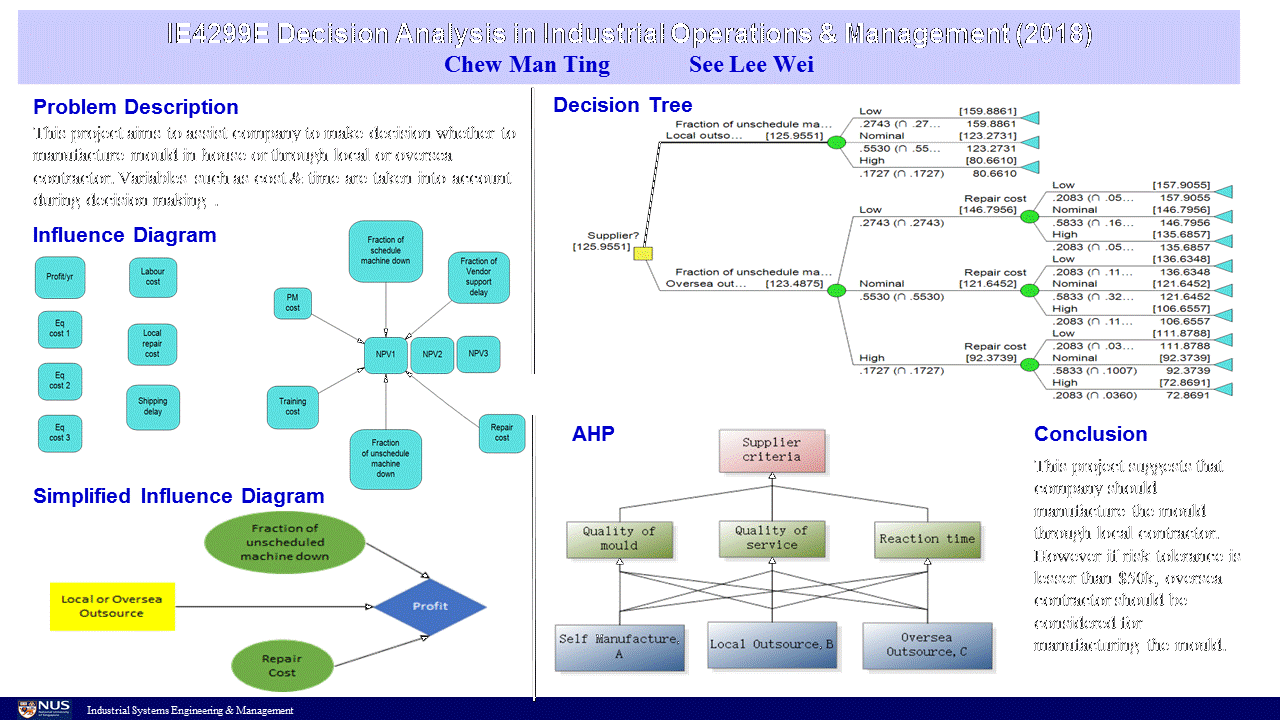 IE4299E Decision Analysis in Industrial Operations & Management (2018)
Chew Man Ting See Lee Wei
Problem Description
This project aims to assist company to make decision whether to
manufacture mould in house or through local or oversea
contractor. Variables such as cost & time are taken into account
during decision making .
Influence Diagram
Profit/yr
Labour
cost
Eq
cost 1
Local
repair
cost
Eq
cost 2
Shipping
delay
Eq
cost 3
Fraction of
schedule
machine down
Fraction of
Vendor
support
delay
PM
cost
NPV1
NPV2
NPV3
Training
cost
Fraction
of unschedule
machine
down
Repair
cost
Simplified Influence Diagram
Fraction of
unscheduled
machine down
Local or Oversea
Outsource
Profit
Repair
Cost
Decision Tree
Supplier?
[125.9551]
Fraction of unschedule ma...
Local outso... [125.9551]
Low [159.8861]
.2743 (∩ .27... 159.8861
Nominal [123.2731]
.5530 (∩ .55... 123.2731
High [80.6610]
.1727 (∩ .1727) 80.6610
Fraction of unschedule ma...
Oversea out... [123.4875]
Low
.2743 (∩ .2743)
Repair cost
[146.7956]
Low [157.9055]
.2083 (∩ .05... 157.9055
Nominal [146.7956]
.5833 (∩ .16... 146.7956
High [135.6857]
.2083 (∩ .05... 135.6857
Nominal
.5530 (∩ .5530)
Repair cost
[121.6452]
Low [136.6348]
.2083 (∩ .11... 136.6348
Nominal [121.6452]
.5833 (∩ .32... 121.6452
High [106.6557]
.2083 (∩ .11... 106.6557
High
.1727 (∩ .1727)
Repair cost
[92.3739]
Low [111.8788]
.2083 (∩ .03... 111.8788
Nominal [92.3739]
.5833 (∩ .1007) 92.3739
High [72.8691]
.2083 (∩ .0360) 72.8691
AHP
Supplier
criteria
Quality of
mould
Quality of
service
Reaction time
Self Manufacture,
A
Local Outsource,B
Oversea
Outsource,C
Conclusion
This project suggests that
company should
manufacture the mould
through local contractor.
However if risk tolerance is
lesser than
oversea
contractor should be
considered for
manufacturing the mould.
NUS
Industrial Systems Engineering & Management